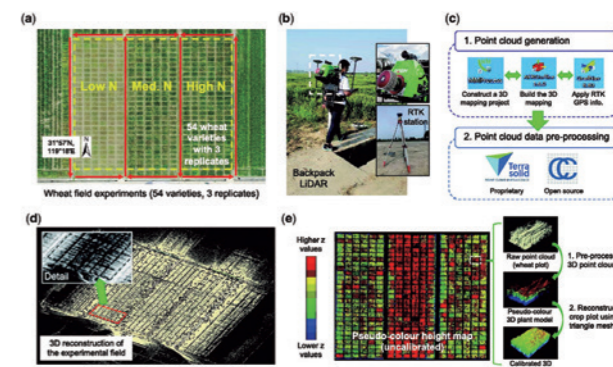 (a)
Low N
Med. N
High N
54 wheat
varieties
with 3
replicates
31°57'N,
119°18'E
N
Wheat field experiments (54 varieties, 3 replicates)
(b)
RTK
station
Backpack
LiDAR
(c)
1. Point cloud generation
Construct a 3D
mapping project
Build the 3D
mapping
Apply RTK
GPS info.
2. Point cloud data pre-processing
Terra
solid
CC
Proprietary
Open source
(d)
Detail
3D reconstruction
of the experimental field
(e)
Higher z
values
Lower z
values
Pseudo-colour height map
(uncalibrated)
Raw point cloud
(wheat plot)
Pseudo-colour
3D plant model
Calibrated 3D
1. Pre-process
3D point clou
2. Reconstruc
crop plot usin
triangle mesh